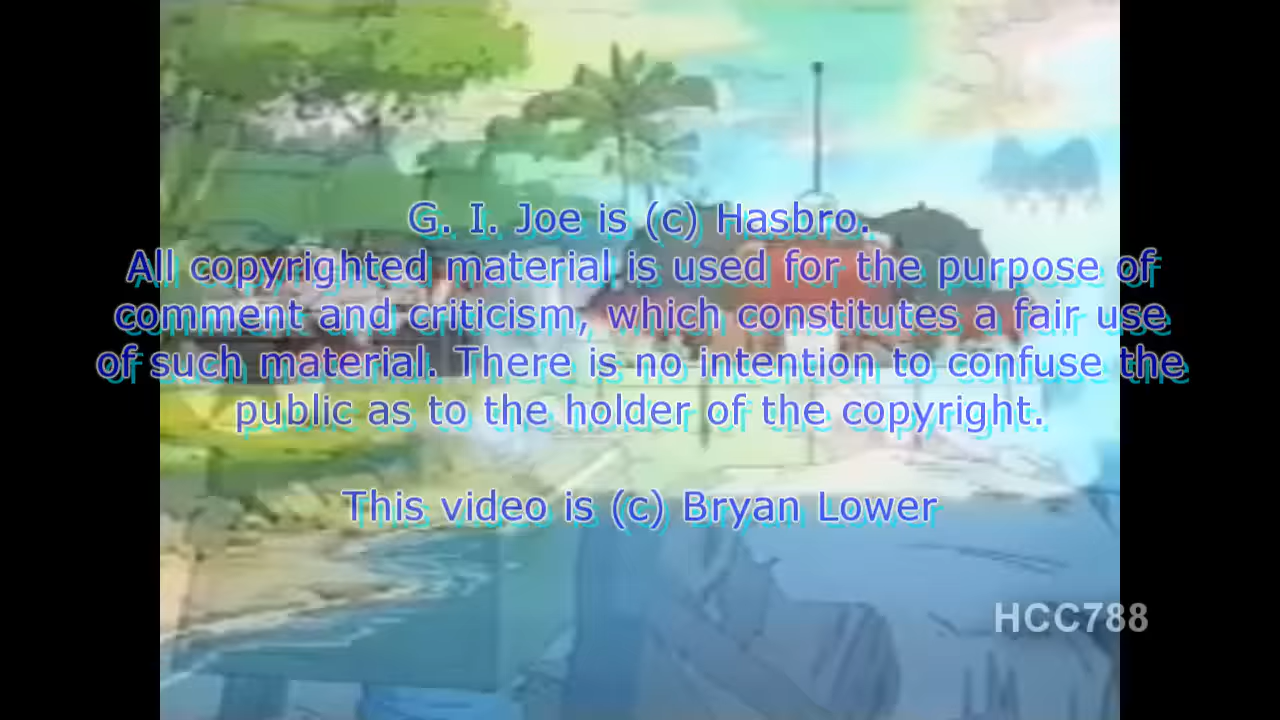 G. I. Joe is (c) Hasbro.
All copyrighted material is used for the purpose of
comment and criticism, which constitutes a fair use
of such material. There is no intention to confuse the
public as to the holder of the copyright.
This video is (c) Bryan Lower
HCC788